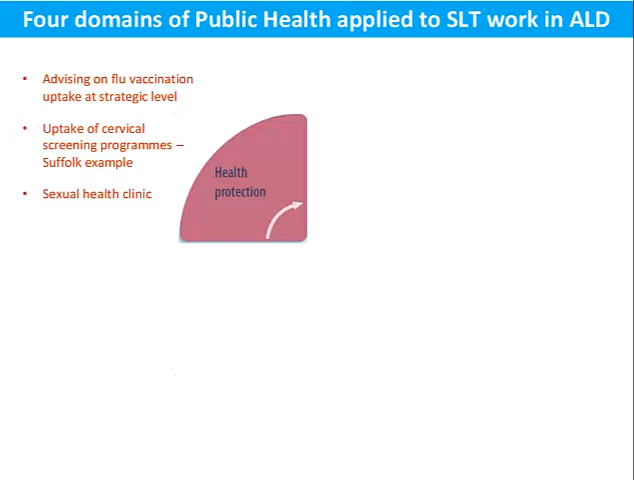 Four domains of Public Health applied to SLT work in ALD
• Advising on flu vaccination
uptake at strategic level
• Uptake of cervical
screening programmes –
Suffolk example
• Sexual health clinic
Health
protection